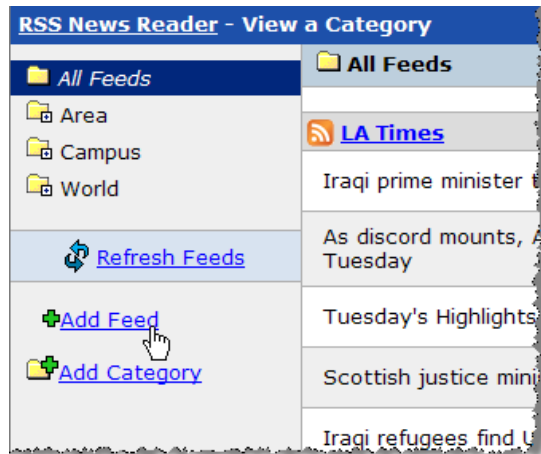 RSS News Reader - View a Category
All Feeds
Area
Campus
World
Refresh Feeds
Add Feed
Add Category
All Feeds
LA Times
Iraqi prime minister
As discord mounts,
Tuesday
Tuesday's Highlights
Scottish justice
Iraqi refugees find